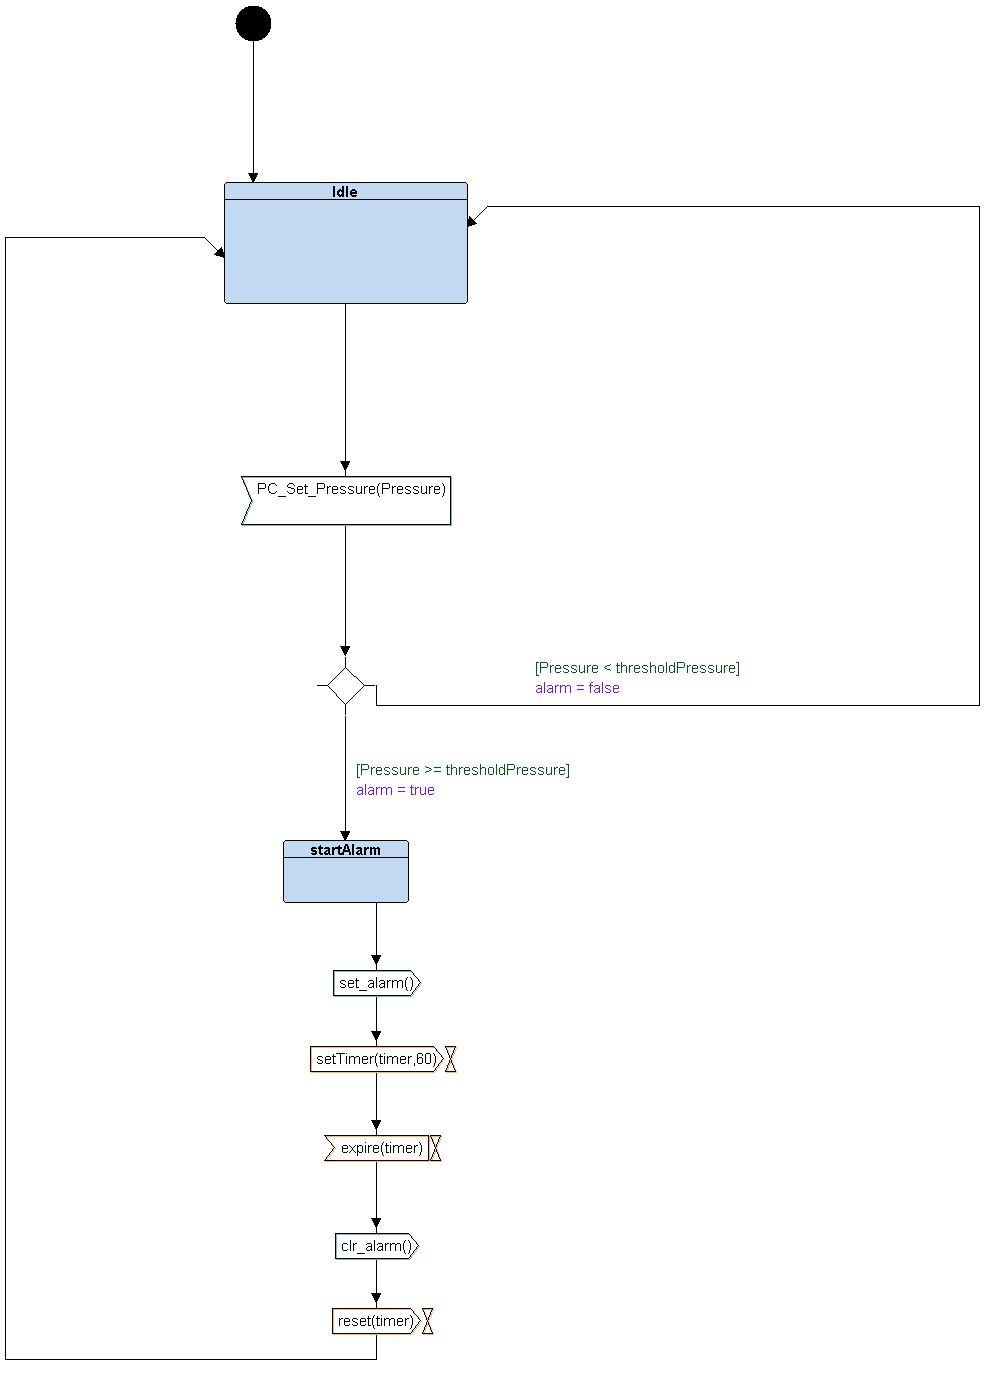 Idle
PC_Set_Pressure(Pressure)
[Pressure < thresholdPressure]
alarm = false
[Pressure >= thresholdPressure]
alarm = true
startAlarm
set_alarm()
setTimer(timer,60)
expire(timer)
clr_alarm()
reset(timer)